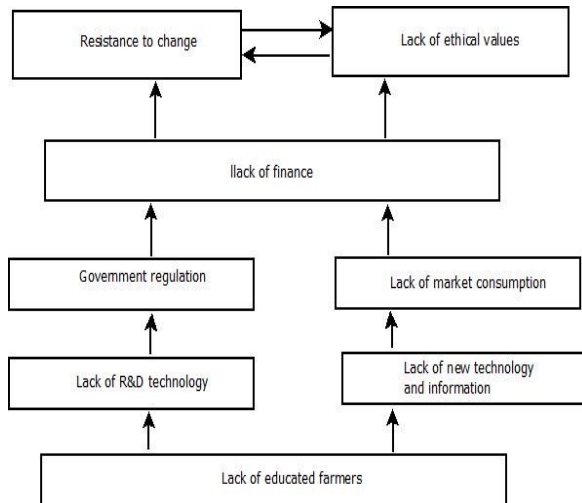 Resistance to change
Lack of ethical values
llack of finance
Government regulation
Lack of market consumption
Lack of R&D technology
Lack of new technology
and information
Lack of educated farmers